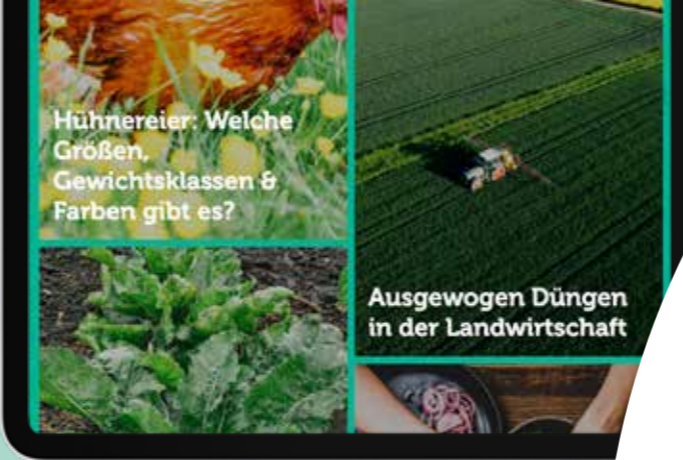 Hühnereier: Welche
Größen,
Gewichtsklassen &
Farben gibt es?
Ausgewogen Düngen
in der Landwirtschaft